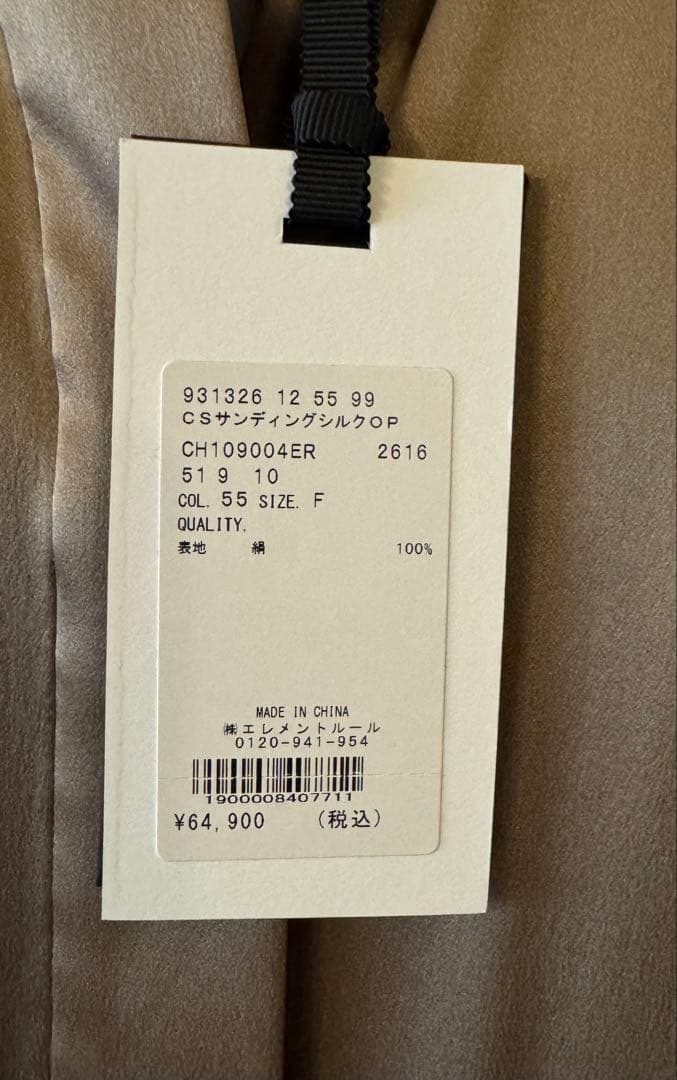 931326 12 55 99
CSサンディングシルクOP
CH109004ER 2616
51 9 10
COL. 55 SIZE. F
QUALITY.
表地 絹 100%
MADE IN CHINA
㈱エレメントルール
0120-941-954
1900008407711
¥64,900 (税込)